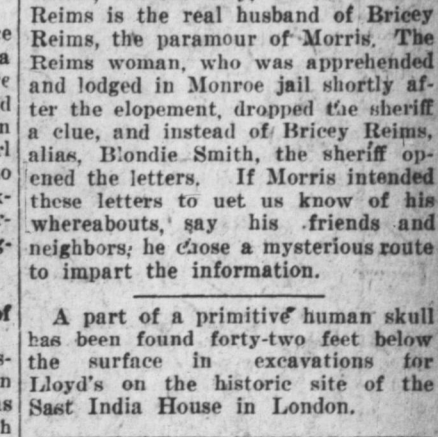 Reims is the real husband of Bricey
Reims, the paramour of Morris. The
Reims woman, who was apprehended
and lodged in Monroe jail shortly af-
ter the elopement, dropped the sheriff
a clue, and instead of Bricey Reims,
alias, Blondie Smith, the sheriff op-
ened the letters. If Morris intended
these letters to uet us know of his
whereabouts, say his friends and
neighbors, he chose a mysterious route
to impart the information.
A part of a primitive human skull
has been found forty-two feet below
the surface in excavations for
Lloyd's on the historic site of the
Sast India House in London.